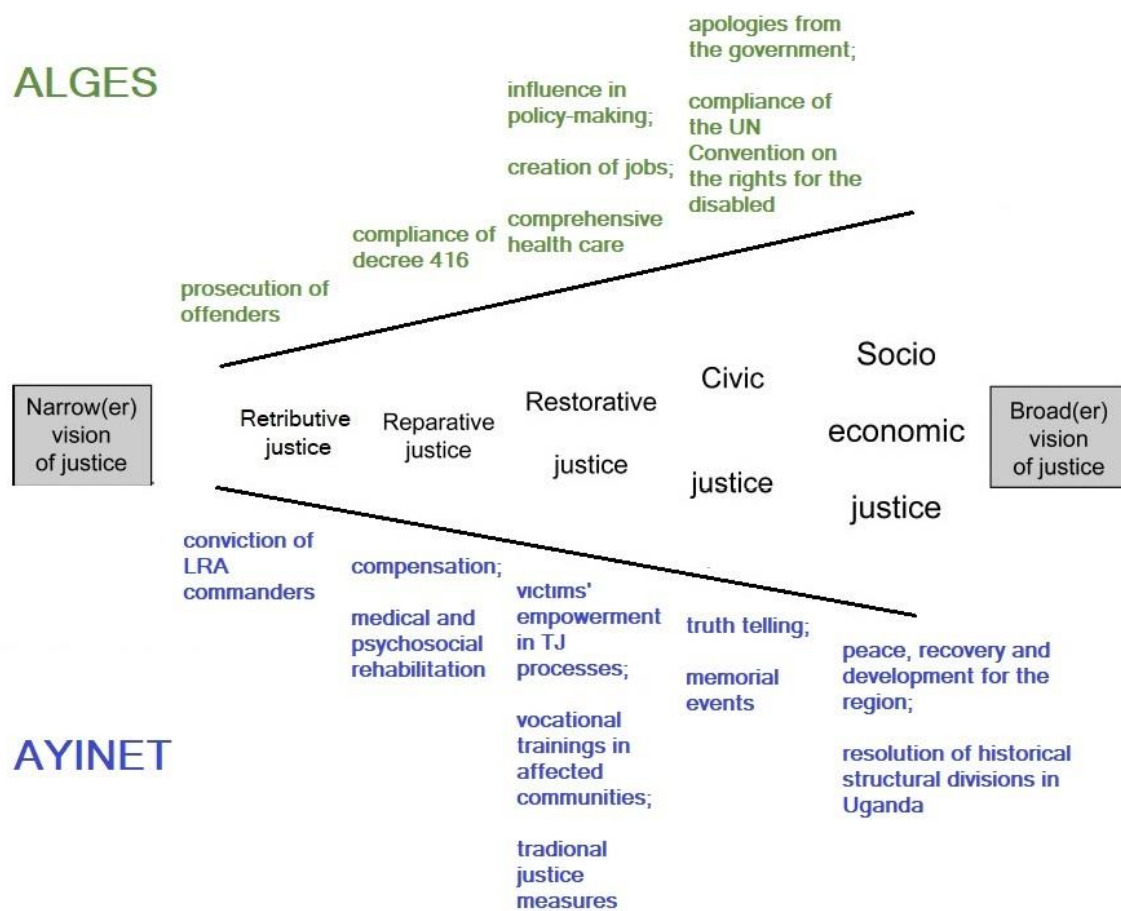 ALGES
prosecution of
offenders
compliance of
decree 416
influence in
policy-making;
creation of jobs;
comprehensive
health care
apologies from
the government;
compliance of
the UN
Convention on
the rights for the
disabled
Narrow(er)
vision
of justice
Retributive
justice
Reparative
justice
Restorative
justice
Civic
justice
Socio
economic
justice
Broad(er)
vision
of justice
conviction of
LRA
commanders
compensation;
medical and
psychosocial
rehabilitation
victims'
empowerment
in TJ
processes;
vocational
trainings in
affected
communities;
tradional
justice
measures
truth telling;
memorial
events
peace, recovery and
development for the
region;
resolution of historical
structural divisions in
Uganda
AYINET